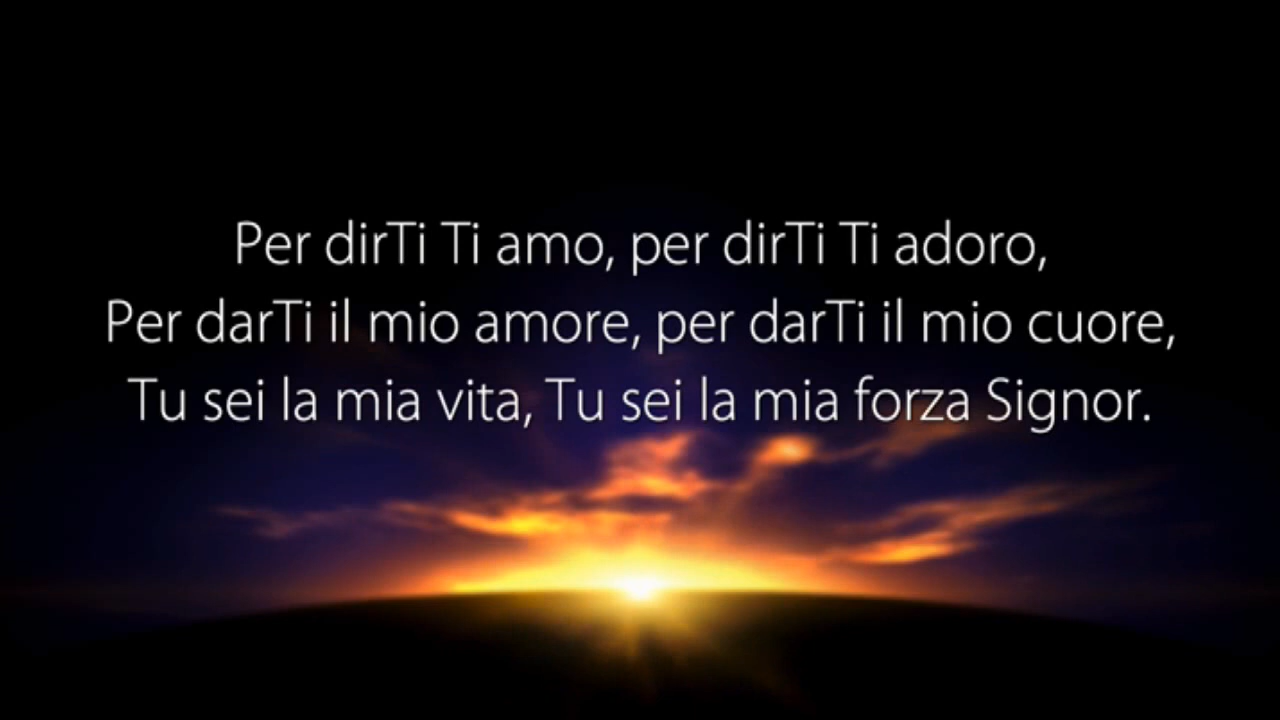 Per dirTi Ti amo, per dirTi Ti adoro,
Per darTi il mio amore, per darTi il mio cuore,
Tu sei la mia vita, Tu sei la mia forza Signor.